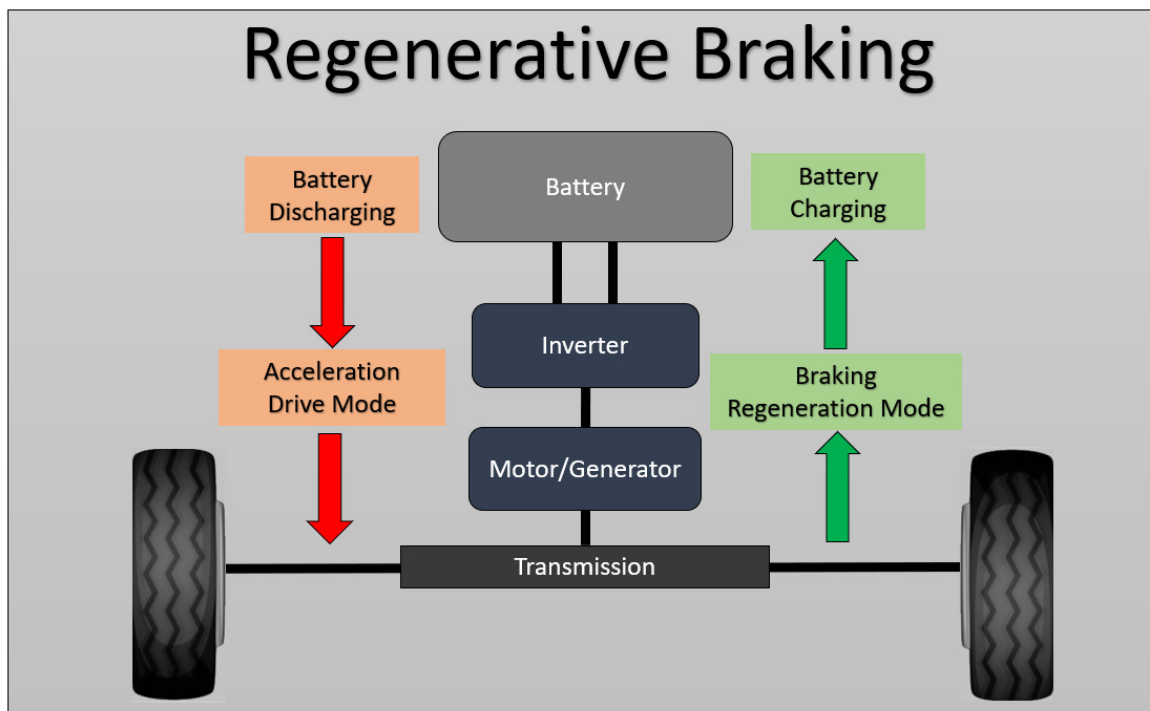 Regenerative Braking
Battery
Discharging
Battery
Battery
Charging
Inverter
Acceleration
Drive Mode
Braking
Regeneration Mode
Motor/Generator
Transmission